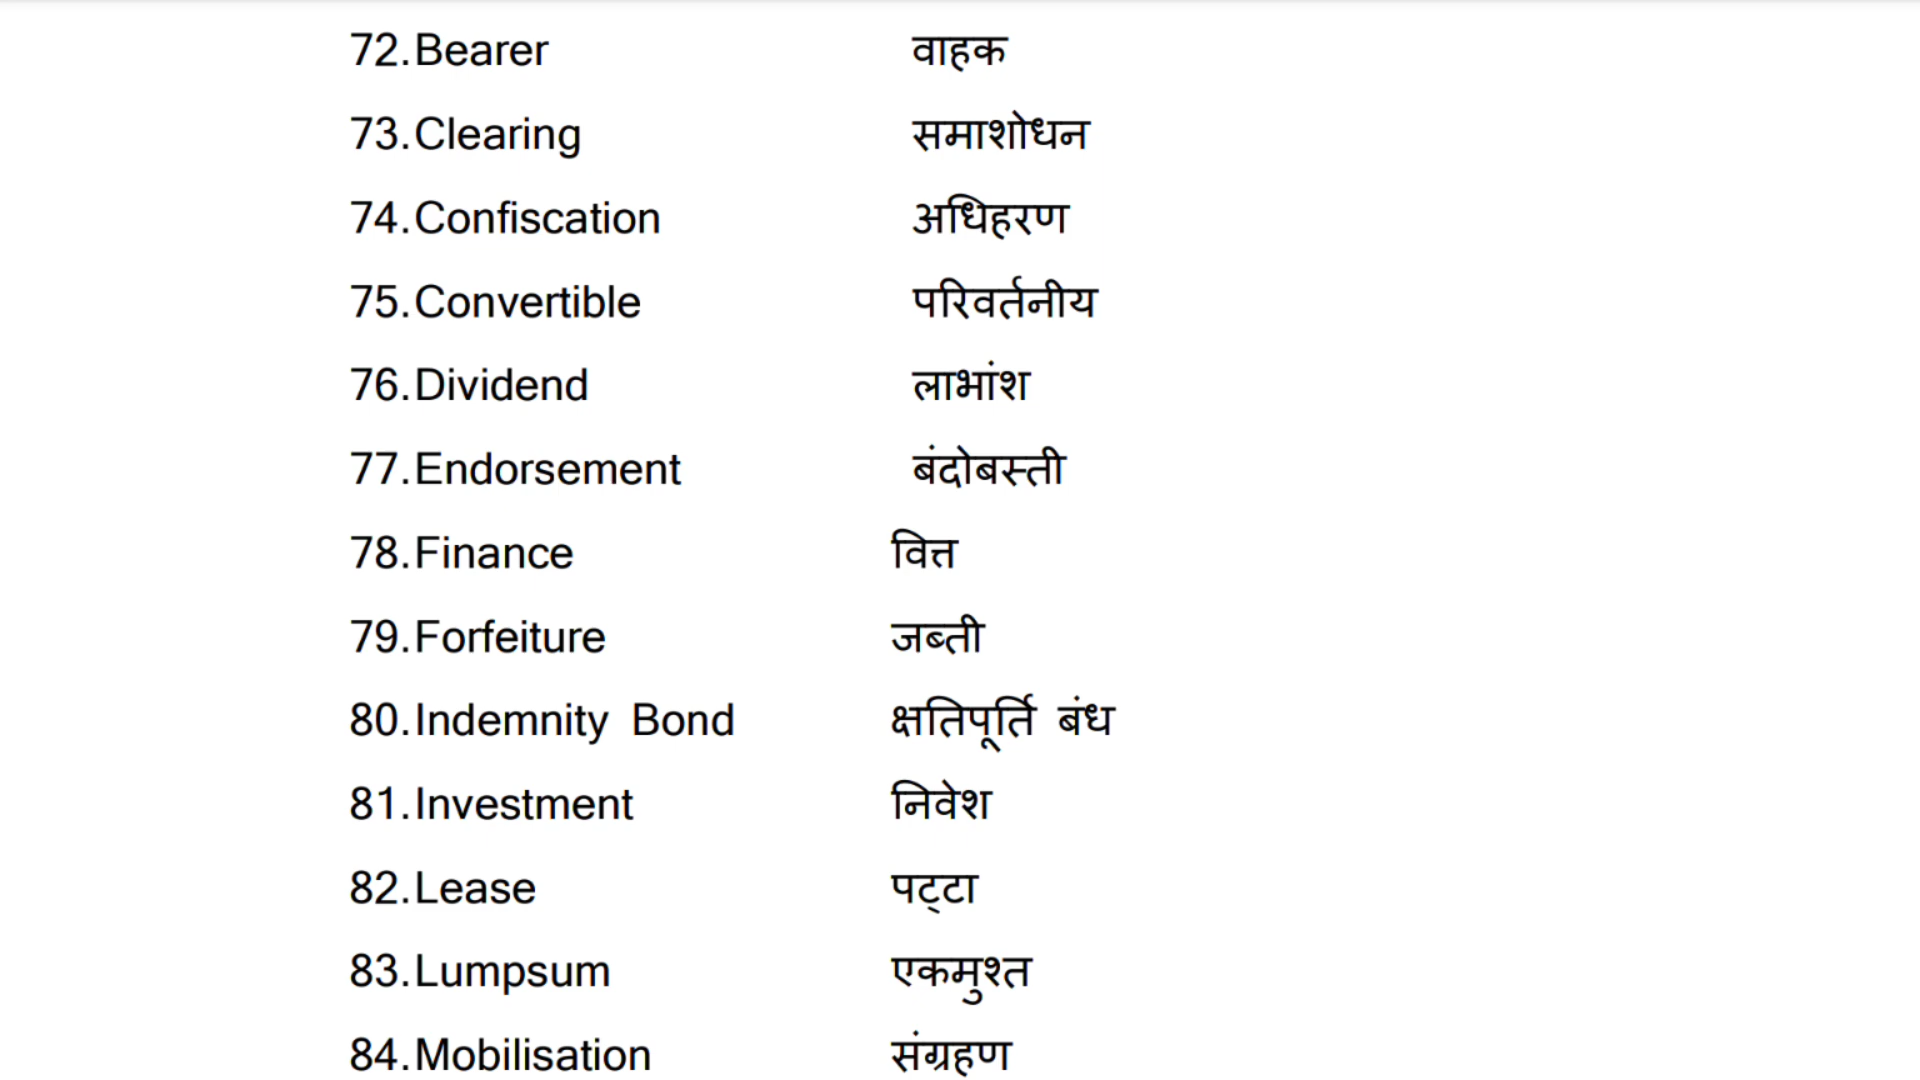 72.Bearer वाहक
73.Clearing समाशोधन
74.Confiscation अधिहरण
75.Convertible परिवर्तनीय
76.Dividend लाभांश
77.Endorsement बंदोबस्ती
78.Finance वित्त
79.Forfeiture जब्ती
80.Indemnity Bond क्षतिपूर्ति बंध
81.Investment निवेश
82.Lease पट्‌टा
83.Lumpsum एकमुश्त
84.Mobilisation संग्रहण